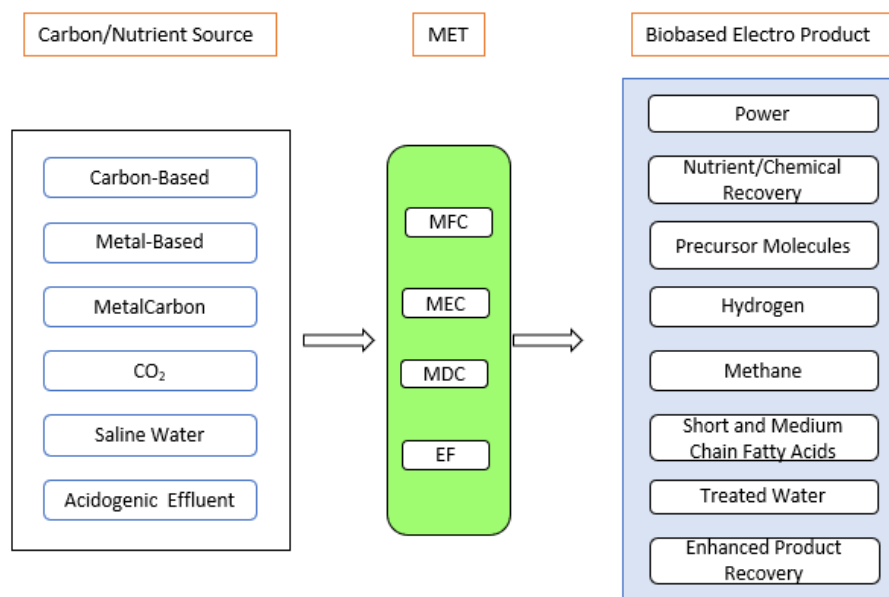 Carbon/Nutrient Source
MET
Biobased Electro Product
Carbon-Based
Metal-Based
MetalCarbon
CO₂
Saline Water
Acidogenic Effluent
MFC
MEC
MDC
EF
Power
Nutrient/Chemical
Recovery
Precursor Molecules
Hydrogen
Methane
Short and Medium
Chain Fatty Acids
Treated Water
Enhanced Product
Recovery